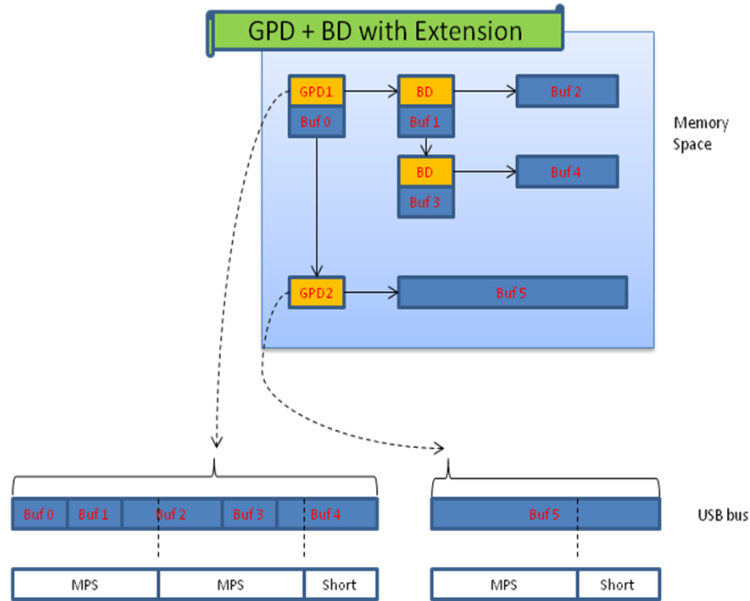 GPD + BD with Extension
GPD1
BD
Buf 2
Buf 0
Buf 1
Memory
Space
BD
Buf 4
Buf 3
GPD2
Buf 5
Buf 0
Buf 1
Buf 2
Buf 3
Buf 4
Buf 5
USB bus
MPS
MPS
Short
MPS
Short